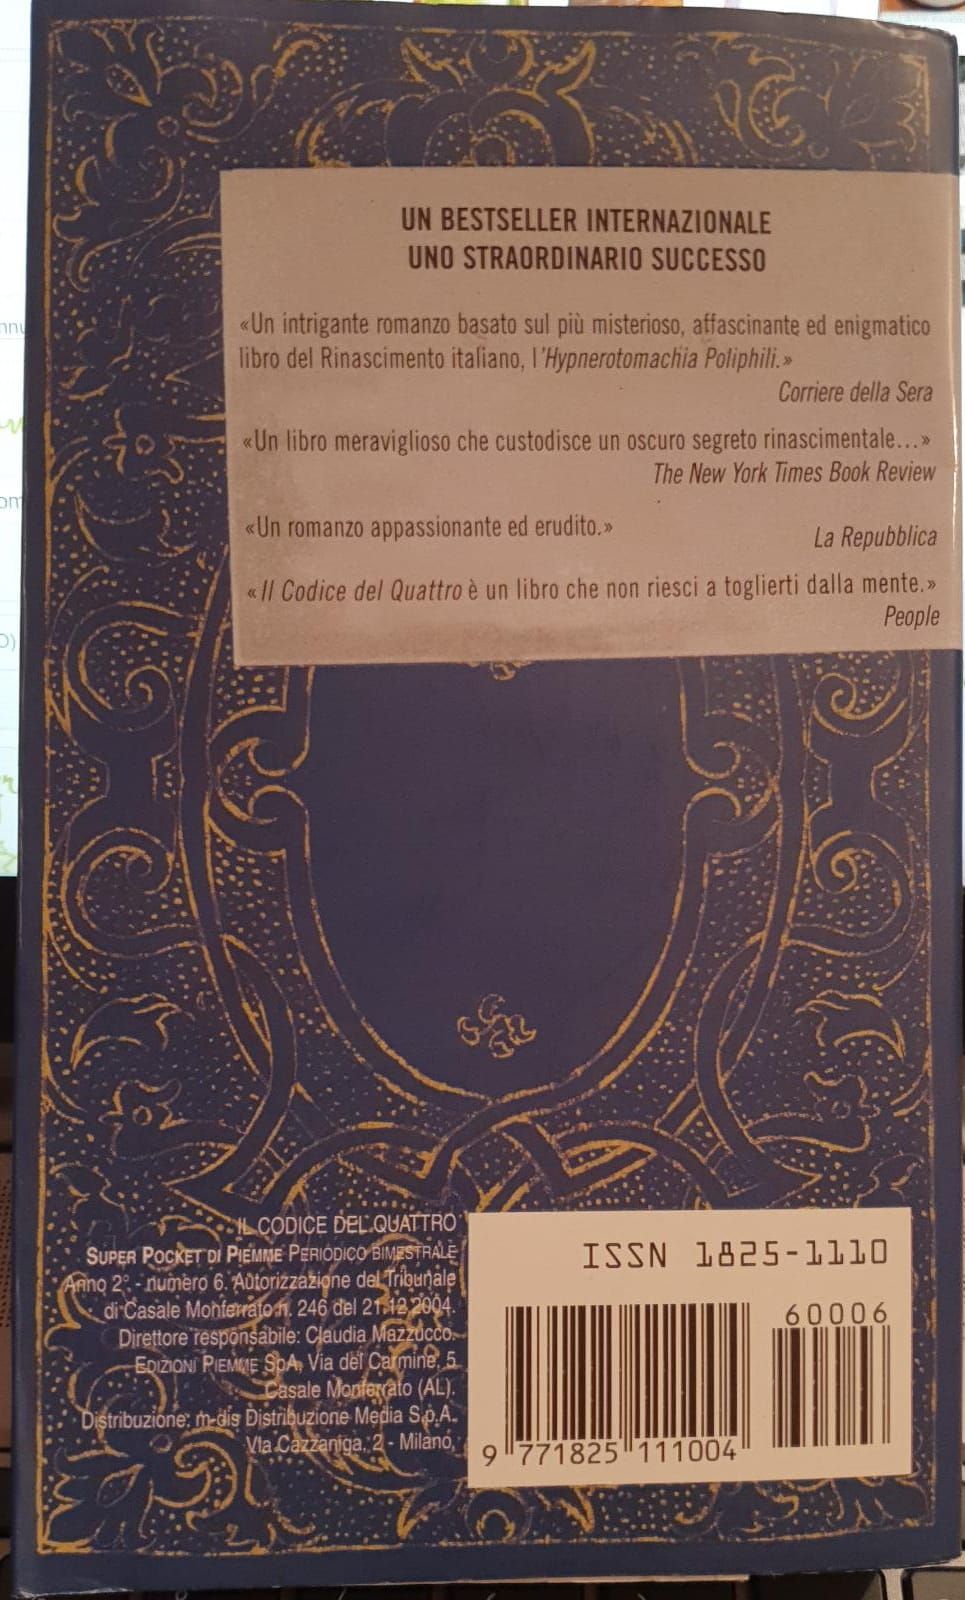 UN BESTSELLER INTERNAZIONALE
UNO STRAORDINARIO SUCCESSO
«Un intrigante romanzo basato sul più misterioso, affascinante ed enigmatico
libro del Rinascimento italiano, l'Hypnerotomachia Poliphili.»
Corriere della Sera
«Un libro meraviglioso che custodisce un oscuro segreto rinascimentale...»
The New York Times Book Review
«Un romanzo appassionante ed erudito.»
La Repubblica
«Il Codice del Quattro è un libro che non riesci a toglierti dalla mente.»
People
IL CODICE DEL QUATTRO
SUPER POCKET DI PIEMME PERIODICO BIMESTRALE
Anno 2° - numero 6. Autorizzazione del Tribunale
di Casale Monferrato n. 246 del 21.12.2004.
Direttore responsabile: Claudia Mazzucco.
EDIZIONI PIEMME SpA, Via del Carmine, 5
Casale Monferrato (AL).
Distribuzione: m-dis Distribuzione Media S.p.A.
Via Cazzaniga, 2 - Milano.
ISSN 1825-1110
60006
9 771825 111004